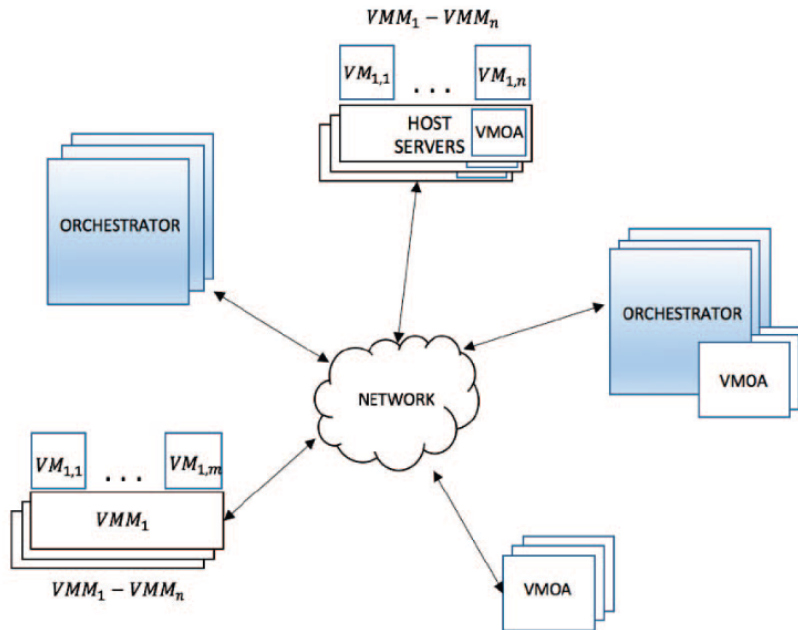 VMM₁ − VMMₙ
VM₁,₁ ... VM₁,ₙ
HOST
SERVERS
VMOA
ORCHESTRATOR
ORCHESTRATOR
VMOA
NETWORK
VM₁,₁ ... VM₁,ₘ
VMM₁
VMM₁ − VMMₙ
VMOA